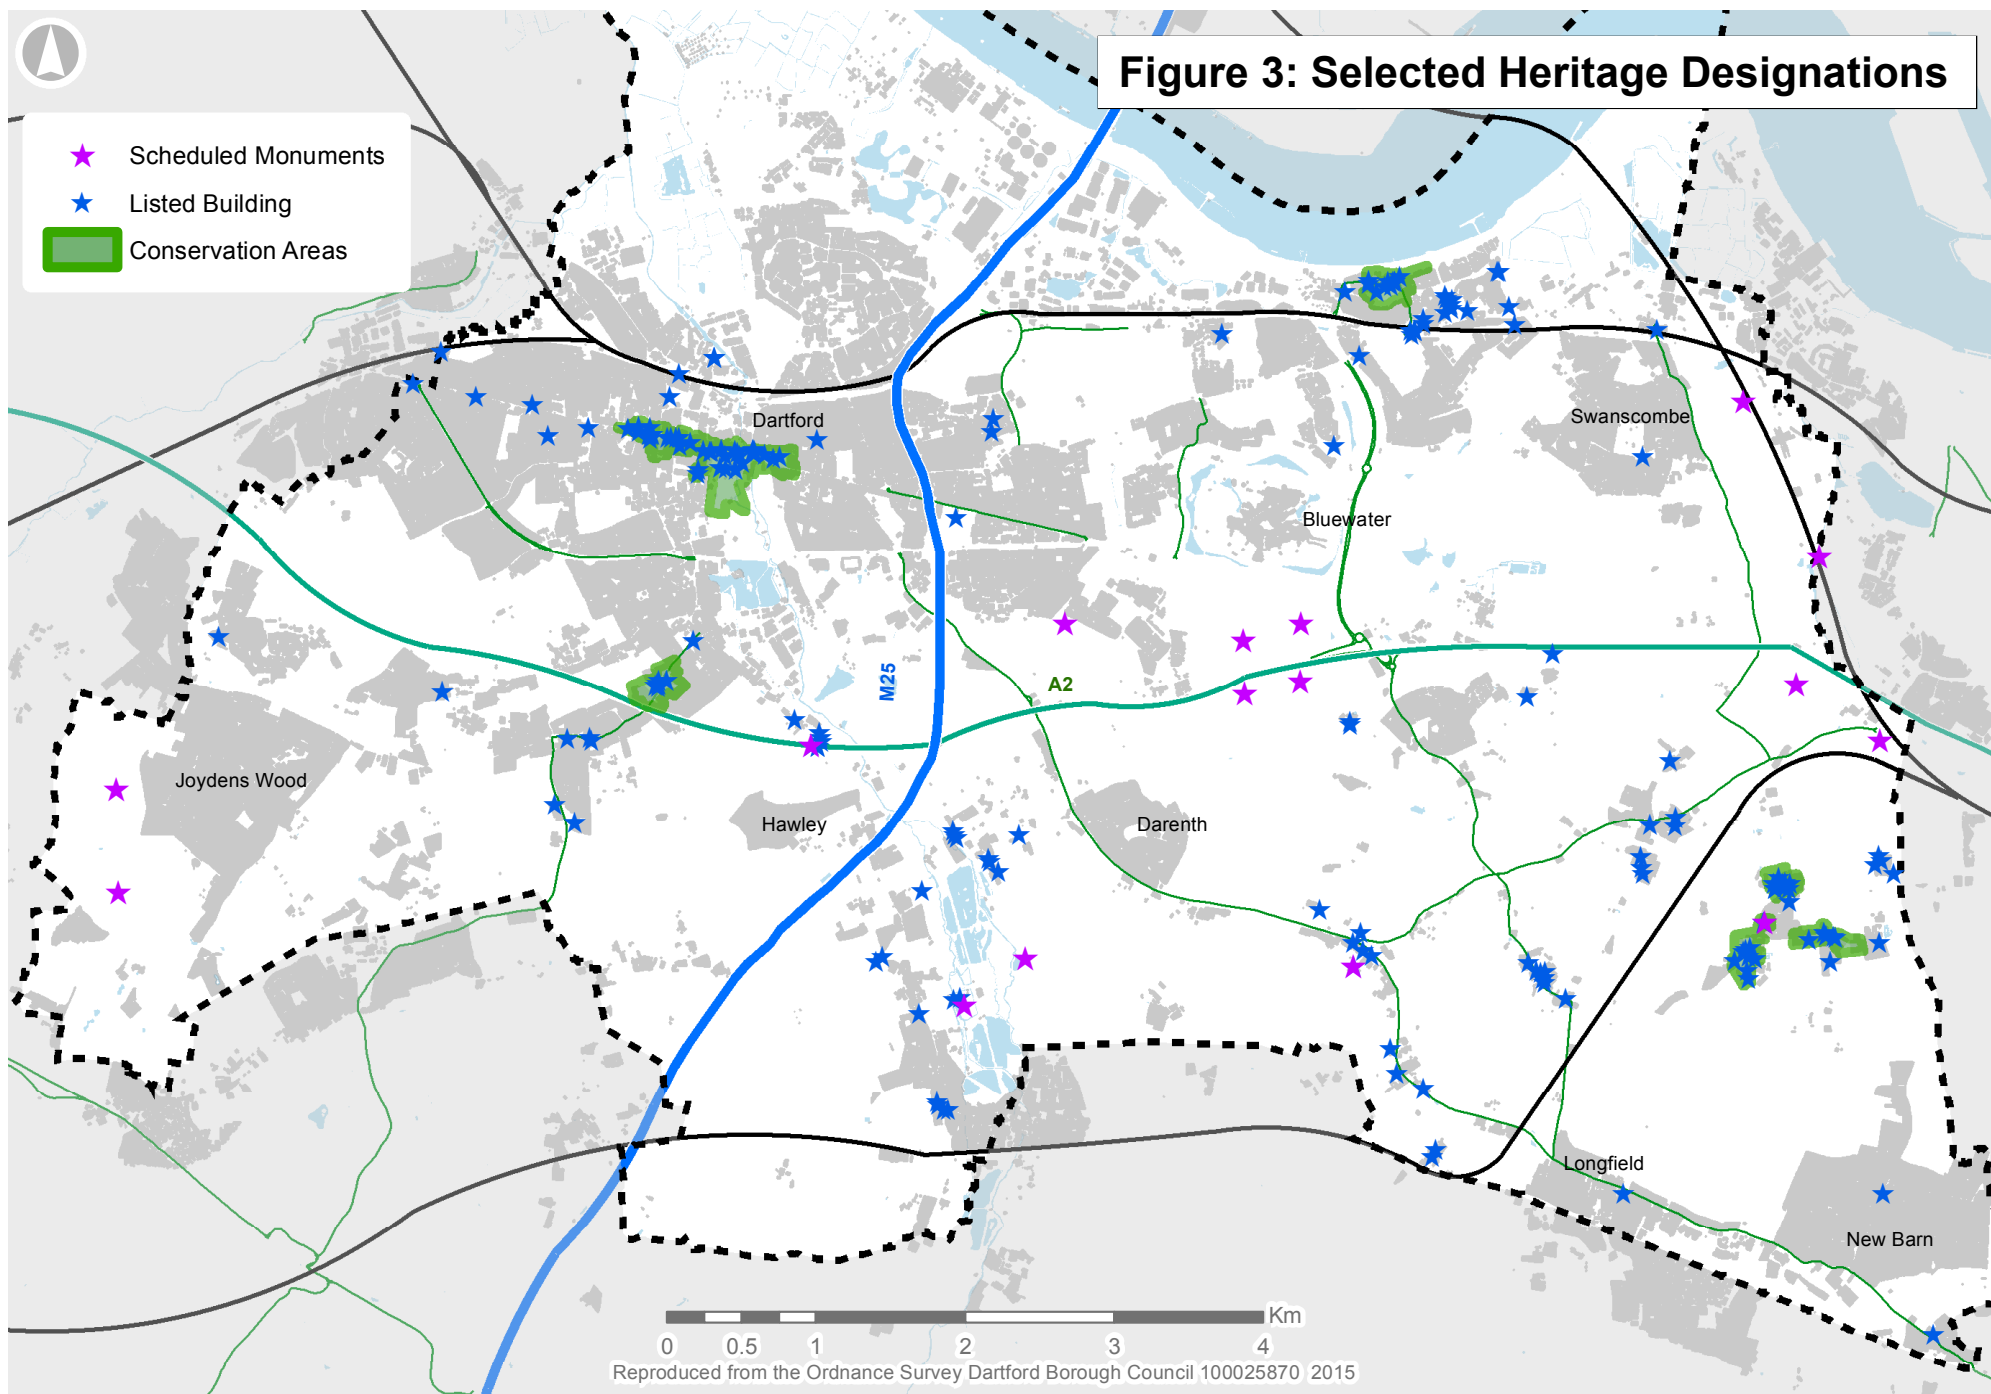 Figure 3: Selected Heritage Designations
Scheduled Monuments
Listed Building
Conservation Areas
Dartford
Swanscombe
Bluewater
M25
A2
Joydens Wood
Hawley
Darenth
Longfield
New Barn
Km
0 0.5 1 2 3 4
Reproduced from the Ordnance Survey Dartford Borough Council 100025870 2015